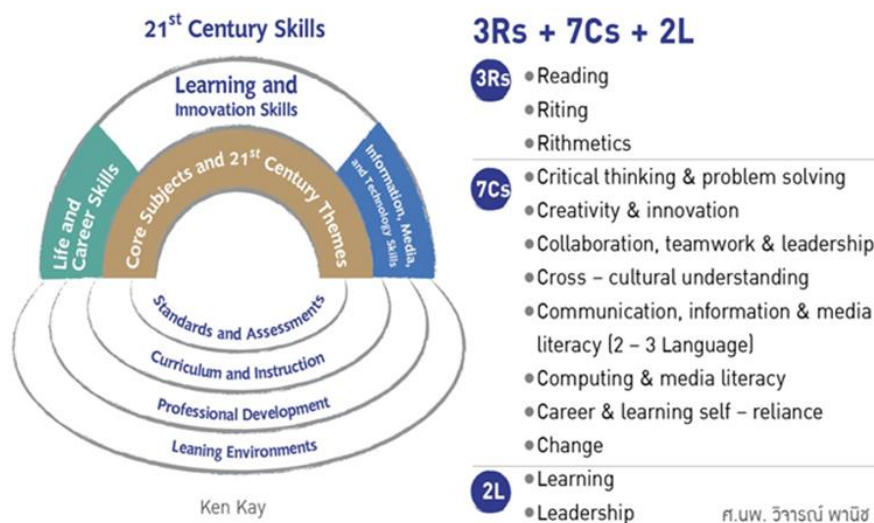 21st Century Skills
Learning and
Innovation Skills
Life and
Career Skills
Core Subjects and 21st Century Themes
Information, Media,
and Technology Skills
Standards and Assessments
Curriculum and Instruction
Professional Development
Leaning Environments
Ken Kay
3Rs + 7Cs + 2L
3Rs
Reading
Riting
Rithmetics
7Cs
Critical thinking & problem solving
Creativity & innovation
Collaboration, teamwork & leadership
Cross – cultural understanding
Communication, information & media
literacy (2 – 3 Language)
Computing & media literacy
Career & learning self – reliance
Change
2L
Learning
Leadership
ศ.นพ. วิจารณ์ พานิช